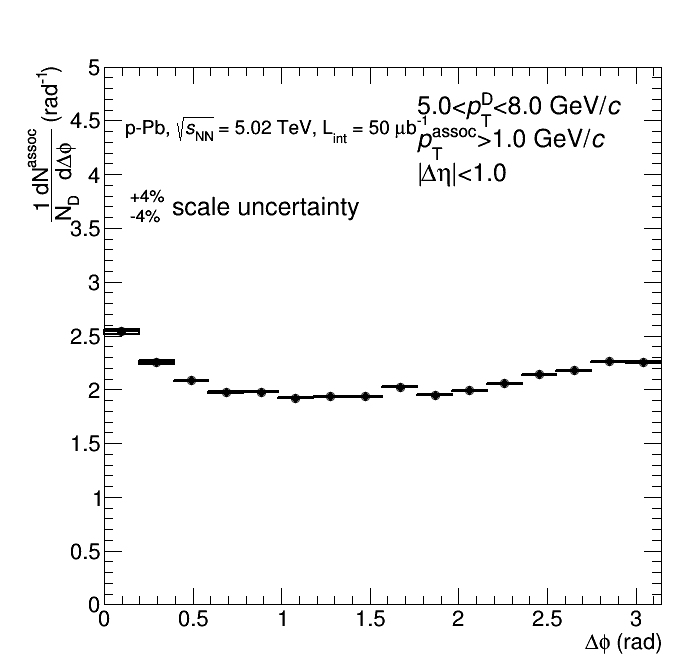 1 dN^assoc
N_D dΔϕ (rad⁻¹)
5
4.5
4
3.5
3
2.5
2
1.5
1
0.5
0
p-Pb, √s_NN = 5.02 TeV, L_int = 50 μb⁻¹
5.0<p_T^D<8.0 GeV/c
p_T^assoc>1.0 GeV/c
|Δη|<1.0
+4%
-4% scale uncertainty
0 0.5 1 1.5 2 2.5 3
Δϕ (rad)